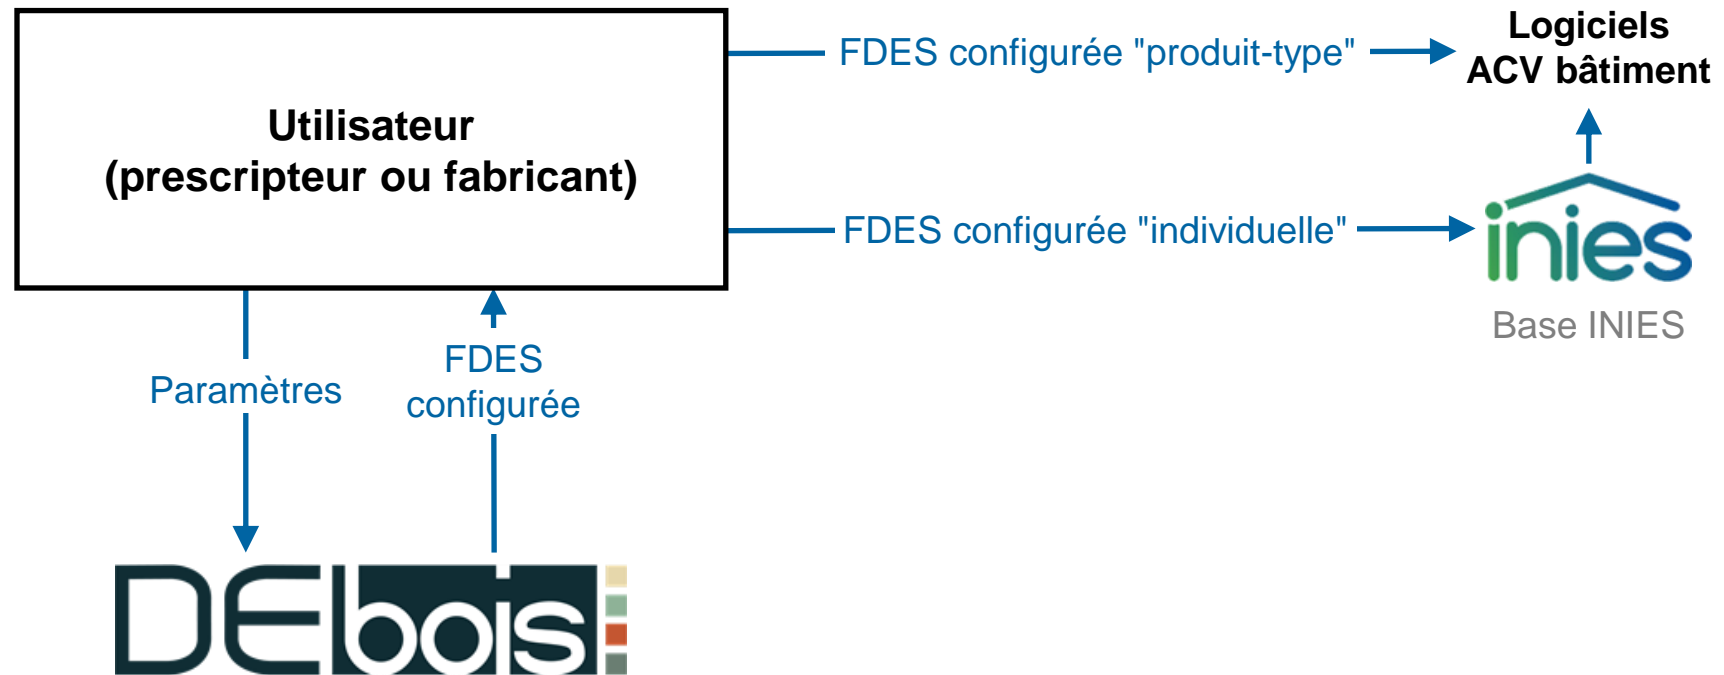 Utilisateur
(prescripteur ou fabricant)
FDES configurée "produit-type"
Logiciels
ACV bâtiment
FDES configurée "individuelle"
inies
Base INIES
Paramètres
FDES
configurée
DEbois